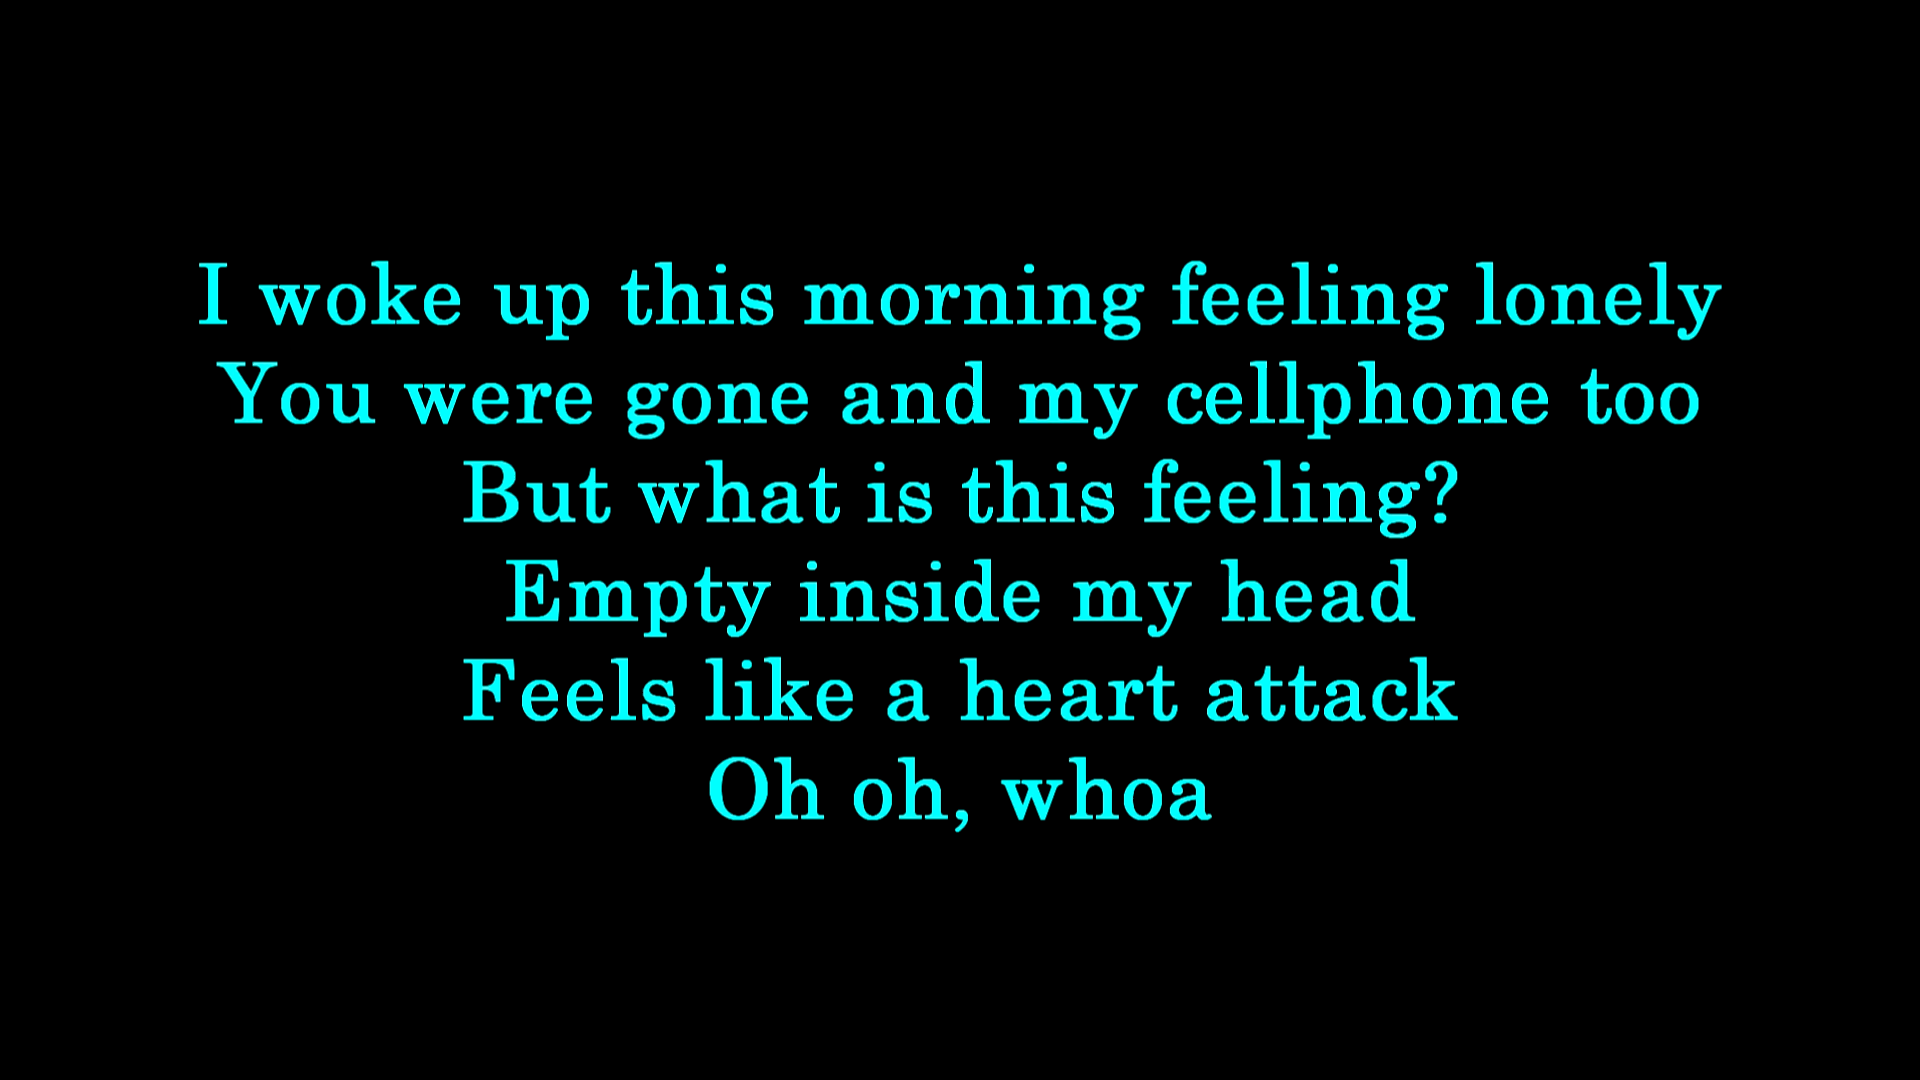 I woke up this morning feeling lonely
You were gone and my cellphone too
But what is this feeling?
Empty inside my head
Feels like a heart attack
Oh oh, whoa